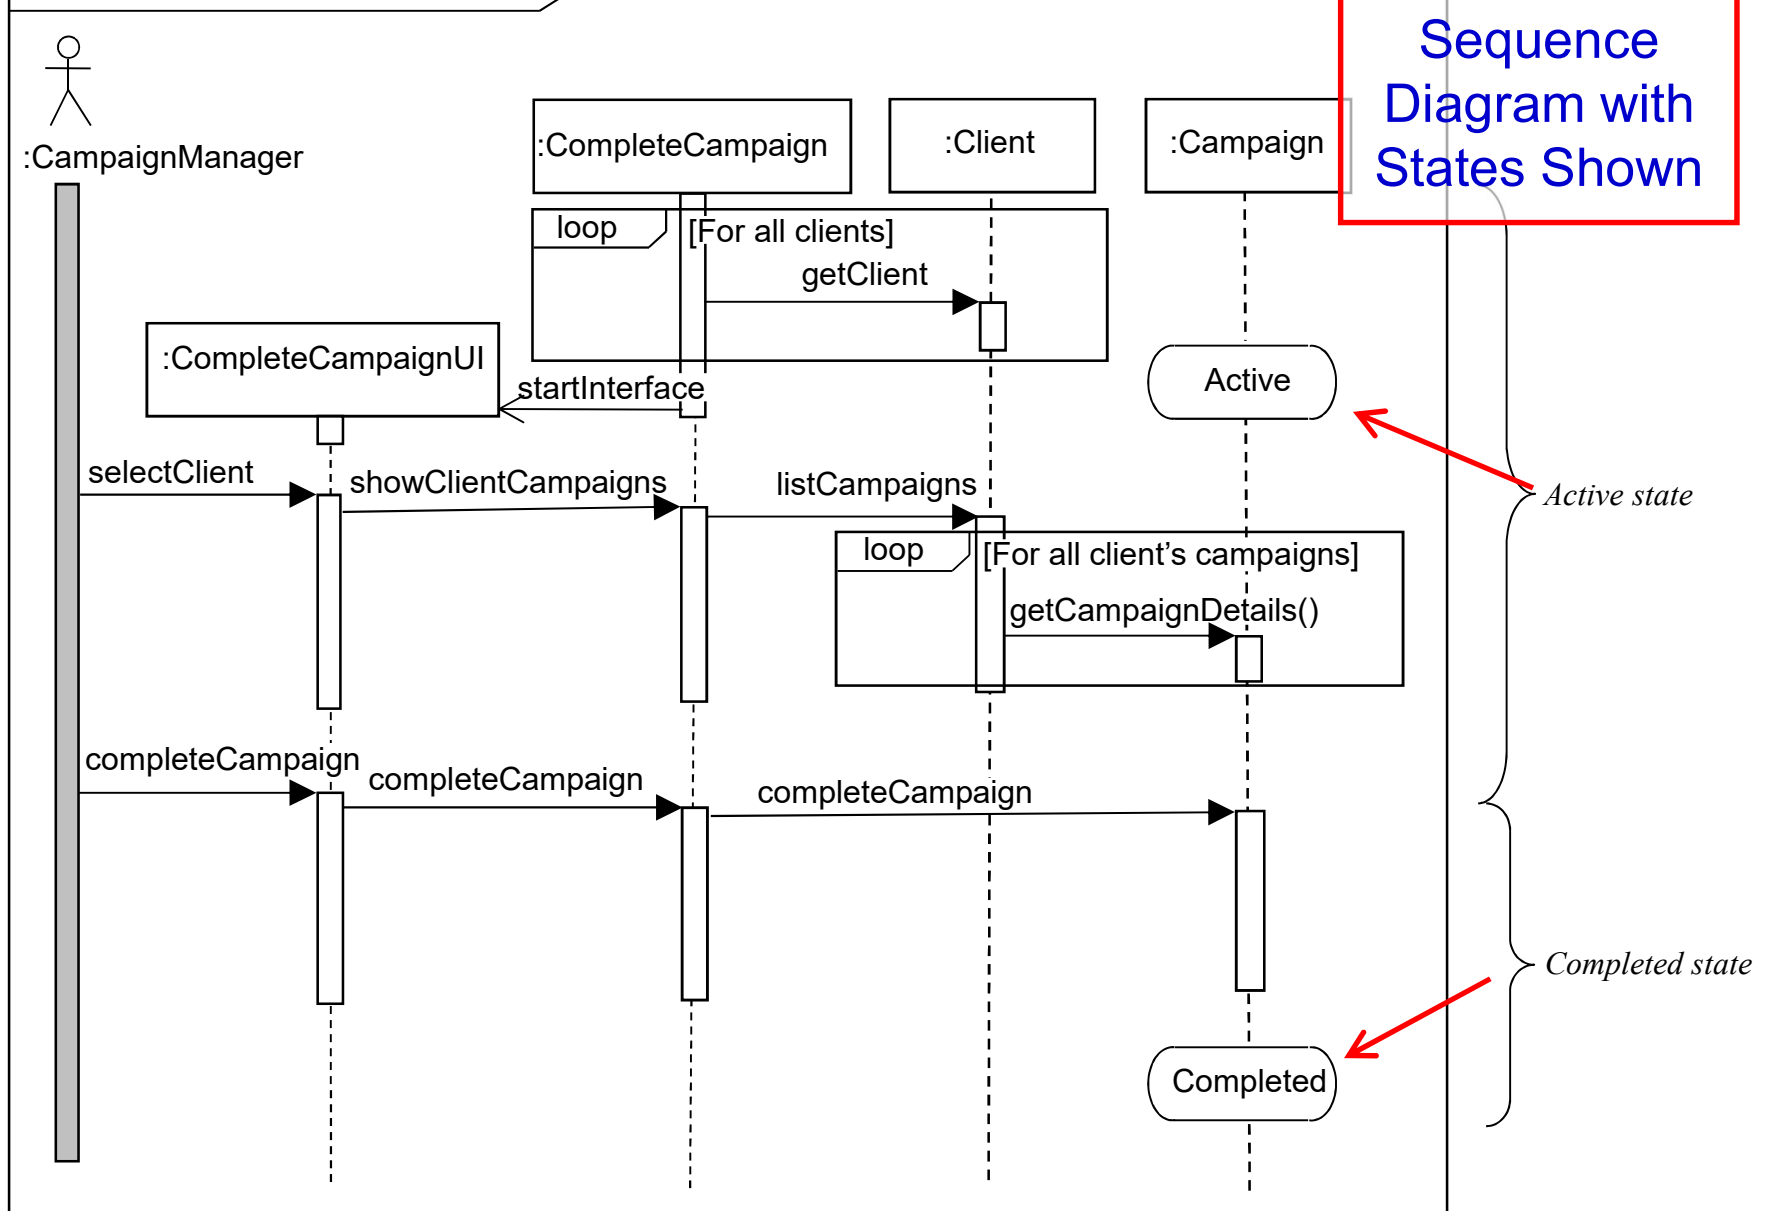 Sequence
Diagram with
States Shown
:CampaignManager
:CompleteCampaign
:Client
:Campaign
loop
[For all clients]
getClient
:CompleteCampaignUI
startInterface
Active
selectClient
showClientCampaigns
listCampaigns
Active state
loop
[For all client’s campaigns]
getCampaignDetails()
completeCampaign
completeCampaign
completeCampaign
Completed state
Completed